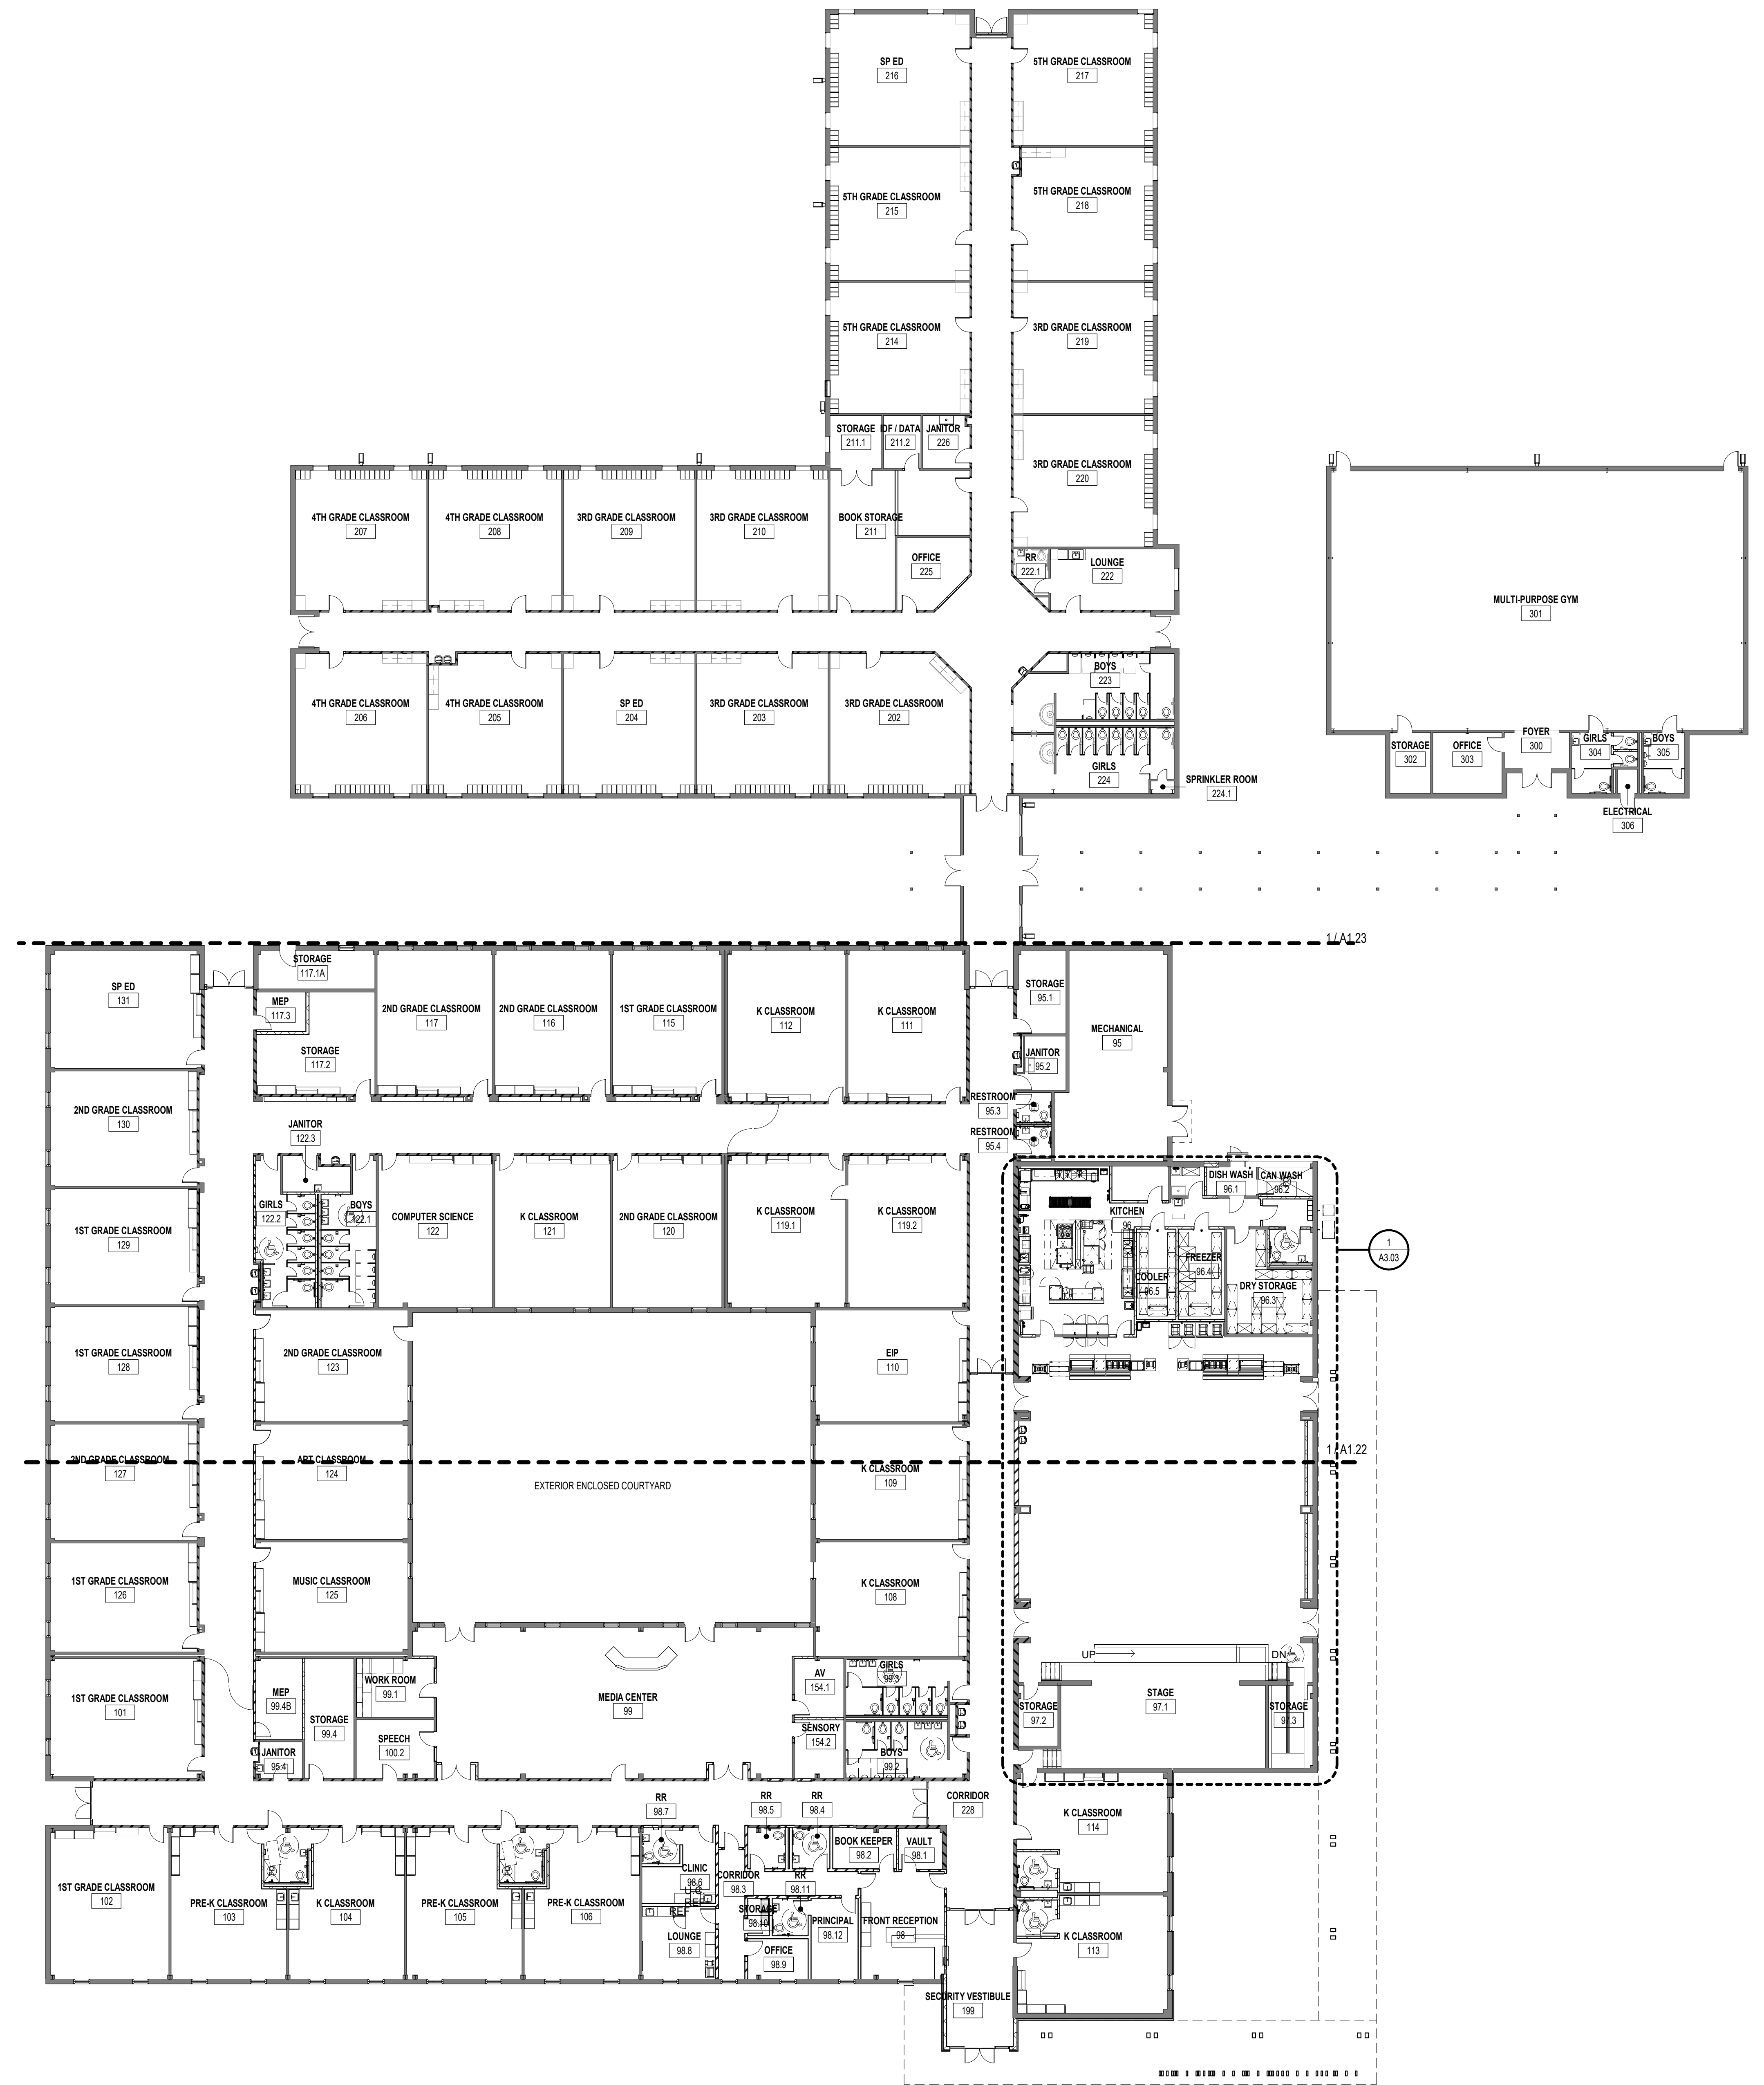 SP ED
216
5TH GRADE CLASSROOM
217
5TH GRADE CLASSROOM
215
5TH GRADE CLASSROOM
218
5TH GRADE CLASSROOM
214
3RD GRADE CLASSROOM
219
STORAGE
211.1
IDF / DATA
211.2
JANITOR
226
3RD GRADE CLASSROOM
220
4TH GRADE CLASSROOM
207
4TH GRADE CLASSROOM
208
3RD GRADE CLASSROOM
209
3RD GRADE CLASSROOM
210
BOOK STORAGE
211
OFFICE
225
RR
222.1
LOUNGE
222
MULTI-PURPOSE GYM
301
4TH GRADE CLASSROOM
206
4TH GRADE CLASSROOM
205
SP ED
204
3RD GRADE CLASSROOM
203
3RD GRADE CLASSROOM
202
BOYS
223
GIRLS
224
SPRINKLER ROOM
224.1
STORAGE
302
OFFICE
303
FOYER
300
GIRLS
304
BOYS
305
ELECTRICAL
306
1 / A1.23
SP ED
131
STORAGE
117.1A
MEP
117.3
STORAGE
117.2
2ND GRADE CLASSROOM
117
2ND GRADE CLASSROOM
116
1ST GRADE CLASSROOM
115
K CLASSROOM
112
K CLASSROOM
111
STORAGE
95.1
JANITOR
95.2
MECHANICAL
95
RESTROOM
95.3
RESTROOM
95.4
2ND GRADE CLASSROOM
130
JANITOR
122.3
GIRLS
122.2
BOYS
122.1
COMPUTER SCIENCE
122
K CLASSROOM
121
2ND GRADE CLASSROOM
120
K CLASSROOM
119.1
K CLASSROOM
119.2
KITCHEN
96
DISH WASH
96.1
CAN WASH
96.2
COOLER
96.5
FREEZER
96.4
DRY STORAGE
96.3
1
A3.03
1ST GRADE CLASSROOM
129
1ST GRADE CLASSROOM
128
2ND GRADE CLASSROOM
123
EIP
110
1 / A1.22
2ND GRADE CLASSROOM
127
ART CLASSROOM
124
EXTERIOR ENCLOSED COURTYARD
K CLASSROOM
109
1ST GRADE CLASSROOM
126
MUSIC CLASSROOM
125
K CLASSROOM
108
UP
DN
1ST GRADE CLASSROOM
101
MEP
99.4B
STORAGE
99.4
WORK ROOM
99.1
SPEECH
100.2
JANITOR
95.4
MEDIA CENTER
99
AV
154.1
SENSORY
154.2
GIRLS
99.3
BOYS
99.2
STORAGE
97.2
STAGE
97.1
STORAGE
97.3
RR
98.7
RR
98.5
RR
98.4
CORRIDOR
228
K CLASSROOM
114
1ST GRADE CLASSROOM
102
PRE-K CLASSROOM
103
K CLASSROOM
104
PRE-K CLASSROOM
105
PRE-K CLASSROOM
106
CLINIC
98.6
U.C.
REF
REF
LOUNGE
98.8
CORRIDOR
98.3
BOOK KEEPER
98.2
VAULT
98.1
RR
98.11
STORAGE
98.10
OFFICE
98.9
PRINCIPAL
98.12
FRONT RECEPTION
98
K CLASSROOM
113
SECURITY VESTIBULE
199